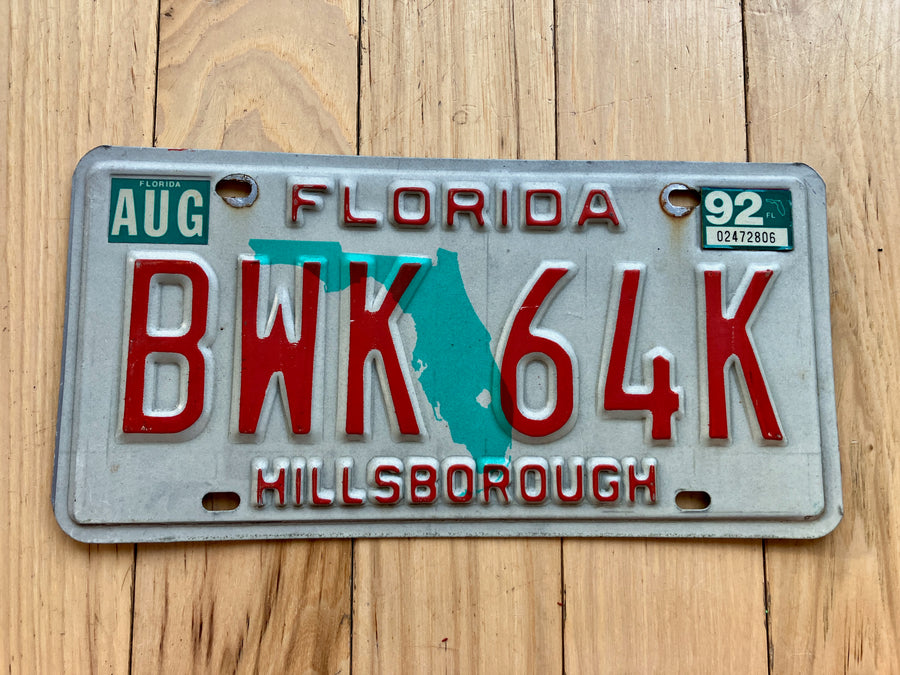 FLORIDA
AUG
FLORIDA
92
FL
02472806
BWK 64K
HILLSBOROUGH